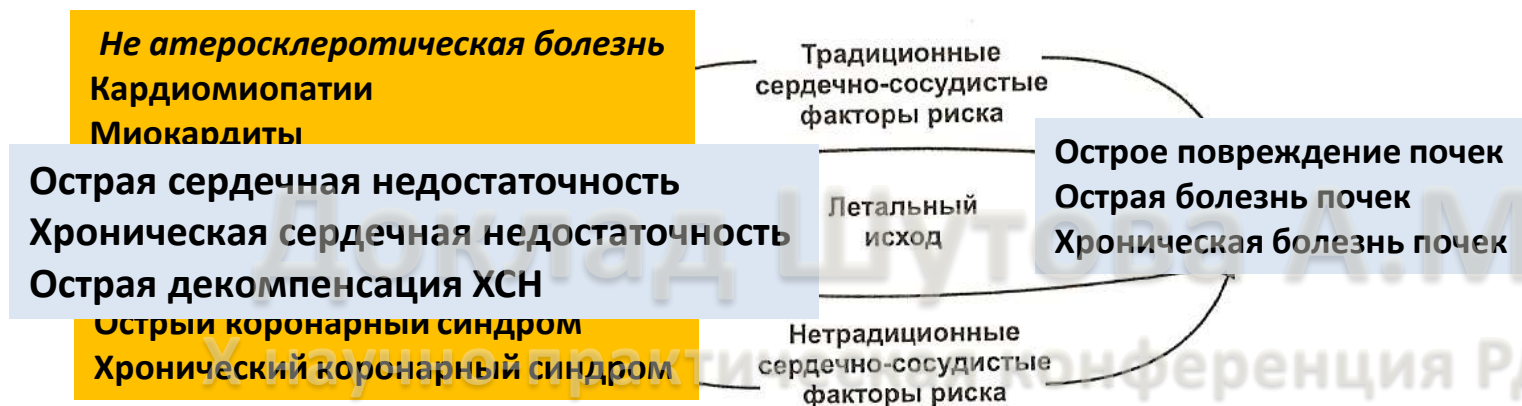 Не атеросклеротическая болезнь
Кардиомиопатии
Миокардиты
Острая сердечная недостаточность
Хроническая сердечная недостаточность
Острая декомпенсация ХСН
Острый коронарный синдром
Хронический коронарный синдром
Традиционные
сердечно-сосудистые
факторы риска
Летальный
исход
Нетрадиционные
сердечно-сосудистые
факторы риска
Острое повреждение почек
Острая болезнь почек
Хроническая болезнь почек
Доклад Шутова А.М
X научно практическая конференция РД